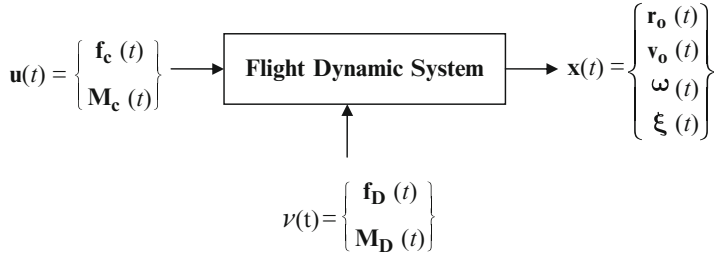 u(t) = { f_c (t)
M_c (t) }
Flight Dynamic System
x(t) = { r_o (t)
v_o (t)
ω (t)
ξ (t) }
ν(t) = { f_D (t)
M_D (t) }